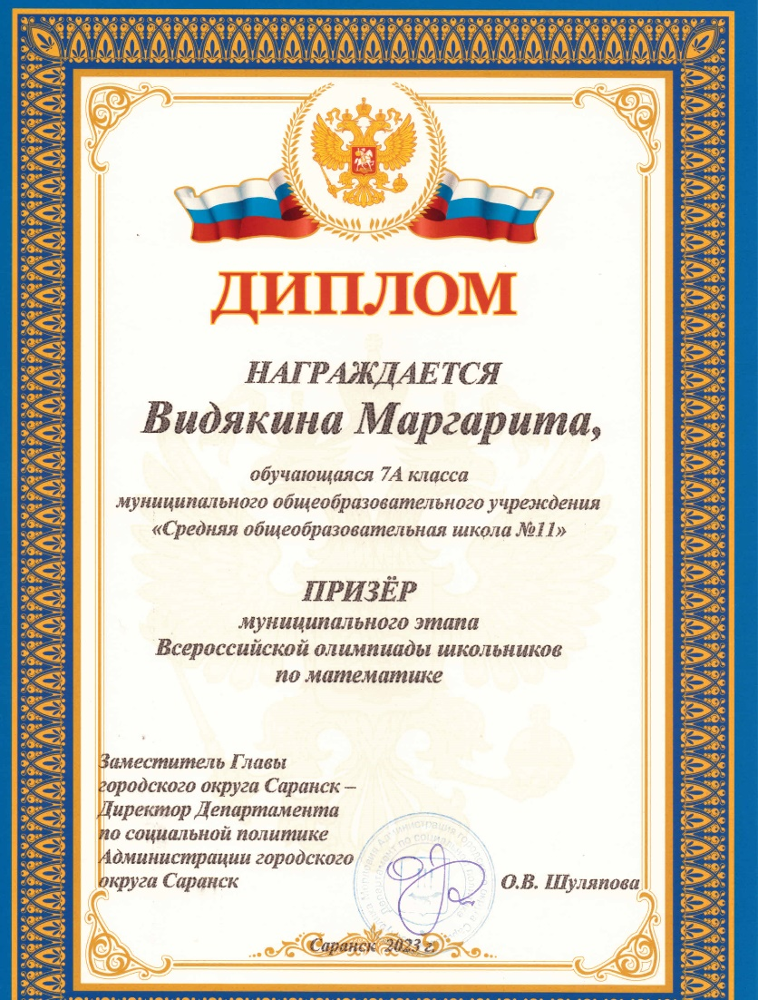 ДИПЛОМ
НАГРАЖДАЕТСЯ
Видякина Маргарита,
обучающаяся 7А класса
муниципального общеобразовательного учреждения
«Средняя общеобразовательная школа №11»
ПРИЗЁР
муниципального этапа
Всероссийской олимпиады школьников
по математике
Заместитель Главы
городского округа Саранск –
Директор Департамента
по социальной политике
Администрации городского
округа Саранск
О.В. Шуляпова
Саранск 2023 г.